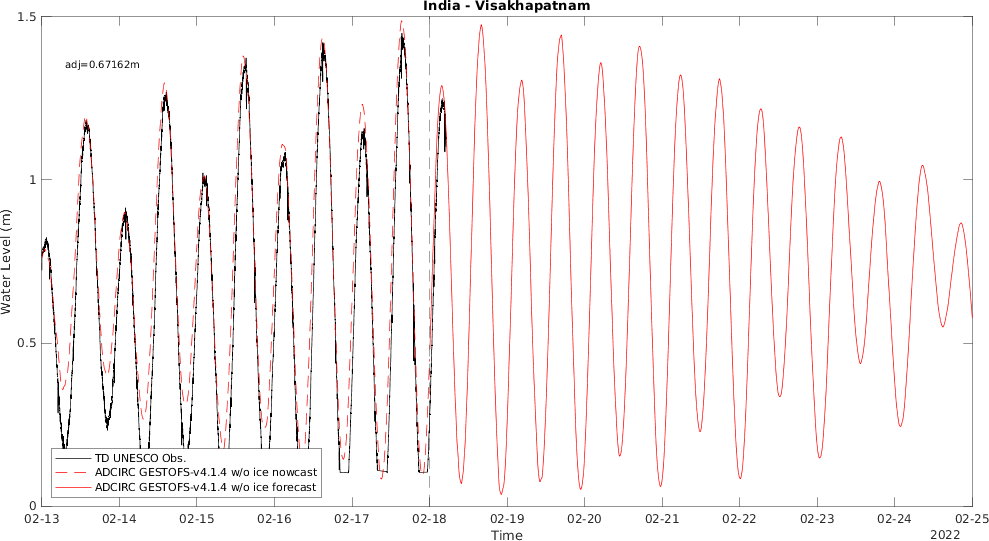 India - Visakhapatnam
1.5
adj=0.67162m
1
Water Level (m)
0.5
TD UNESCO Obs.
ADCIRC GESTOFS-v4.1.4 w/o ice nowcast
ADCIRC GESTOFS-v4.1.4 w/o ice forecast
0
02-13 02-14 02-15 02-16 02-17 02-18 02-19 02-20 02-21 02-22 02-23 02-24 02-25
Time
2022